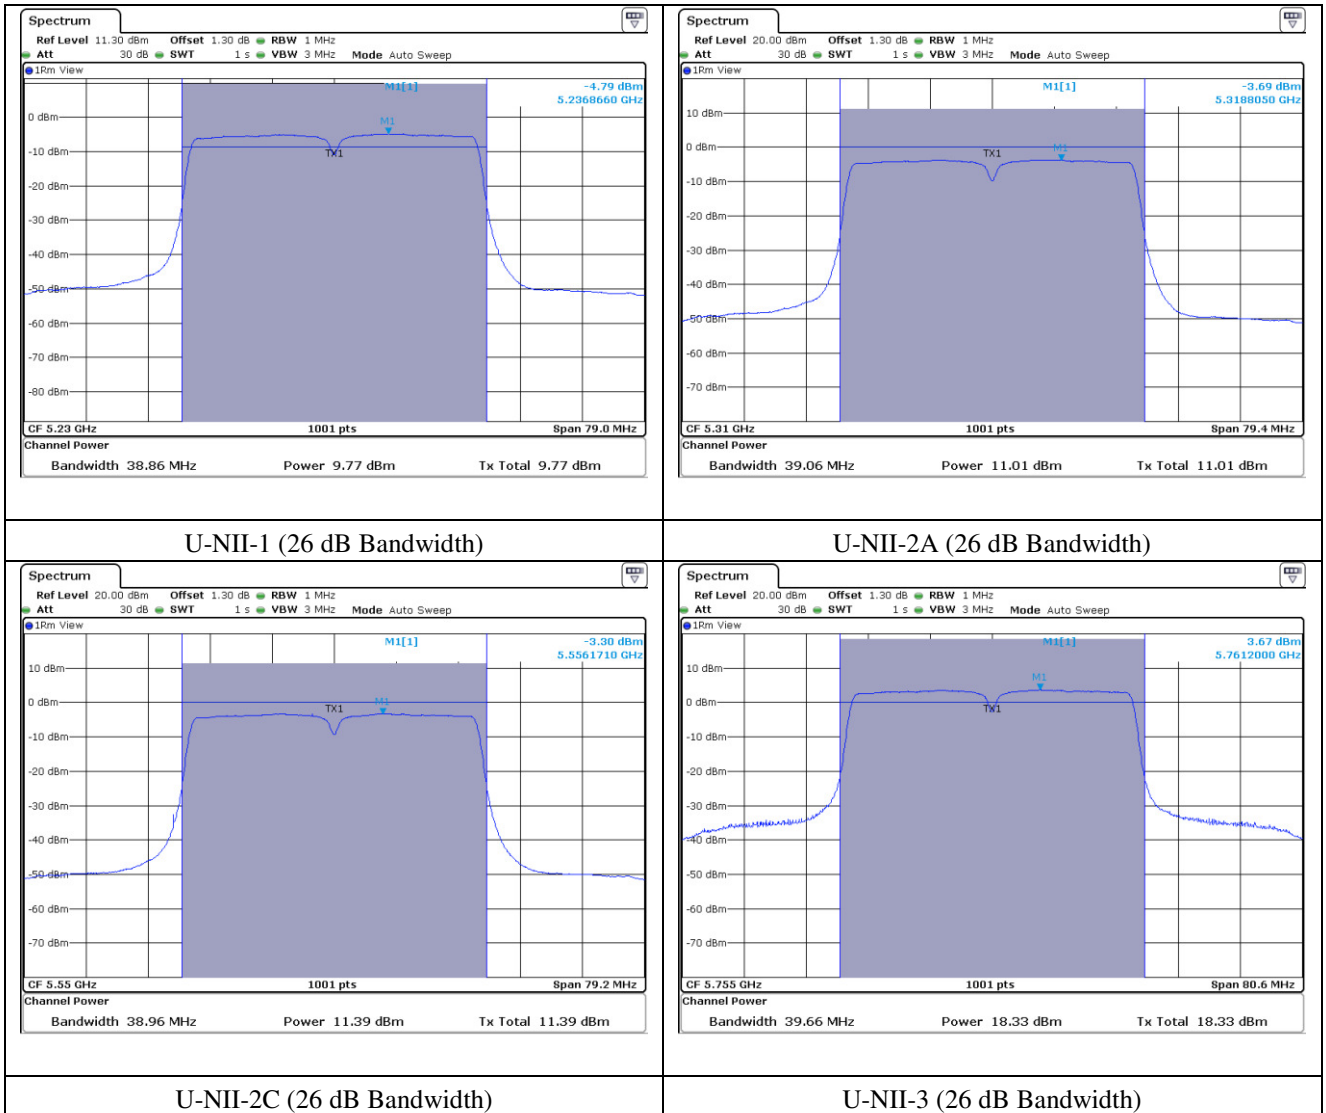 Spectrum
Ref Level 11.30 dBm Offset 1.30 dB RBW 1 MHz
Att 30 dB SWT 1 s VBW 3 MHz Mode Auto Sweep
1Rm View
M1[1] -4.79 dBm
5.2368660 GHz
0 dBm
M1
TX1
-10 dBm
-20 dBm
-30 dBm
-40 dBm
-50 dBm
-60 dBm
-70 dBm
-80 dBm
CF 5.23 GHz 1001 pts Span 79.0 MHz
Channel Power
Bandwidth 38.86 MHz Power 9.77 dBm Tx Total 9.77 dBm
U-NII-1 (26 dB Bandwidth)
Spectrum
Ref Level 20.00 dBm Offset 1.30 dB RBW 1 MHz
Att 30 dB SWT 1 s VBW 3 MHz Mode Auto Sweep
1Rm View
M1[1] -3.69 dBm
5.3188050 GHz
10 dBm
0 dBm
TX1 M1
-10 dBm
-20 dBm
-30 dBm
-40 dBm
-50 dBm
-60 dBm
-70 dBm
CF 5.31 GHz 1001 pts Span 79.4 MHz
Channel Power
Bandwidth 39.06 MHz Power 11.01 dBm Tx Total 11.01 dBm
U-NII-2A (26 dB Bandwidth)
Spectrum
Ref Level 20.00 dBm Offset 1.30 dB RBW 1 MHz
Att 30 dB SWT 1 s VBW 3 MHz Mode Auto Sweep
1Rm View
M1[1] -3.30 dBm
5.5561710 GHz
10 dBm
0 dBm
TX1 M1
-10 dBm
-20 dBm
-30 dBm
-40 dBm
-50 dBm
-60 dBm
-70 dBm
CF 5.55 GHz 1001 pts Span 79.2 MHz
Channel Power
Bandwidth 38.96 MHz Power 11.39 dBm Tx Total 11.39 dBm
U-NII-2C (26 dB Bandwidth)
Spectrum
Ref Level 20.00 dBm Offset 1.30 dB RBW 1 MHz
Att 30 dB SWT 1 s VBW 3 MHz Mode Auto Sweep
1Rm View
M1[1] 3.67 dBm
5.7612000 GHz
10 dBm
M1
0 dBm
TX1
-10 dBm
-20 dBm
-30 dBm
-40 dBm
-50 dBm
-60 dBm
-70 dBm
CF 5.755 GHz 1001 pts Span 80.6 MHz
Channel Power
Bandwidth 39.66 MHz Power 18.33 dBm Tx Total 18.33 dBm
U-NII-3 (26 dB Bandwidth)